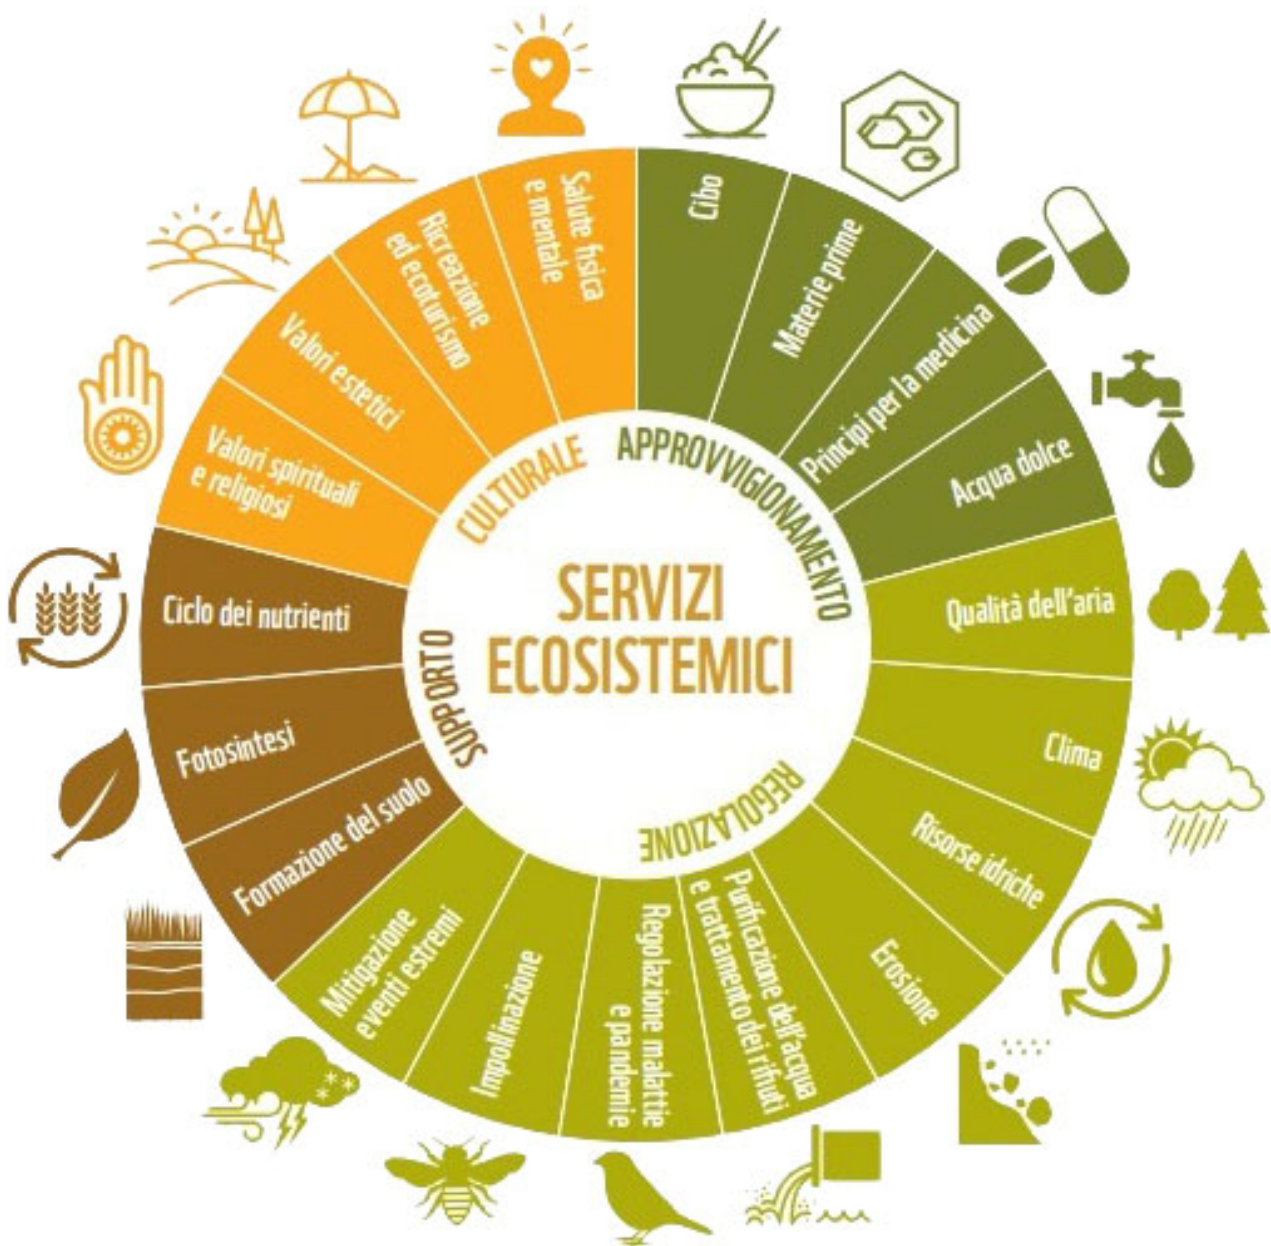 SERVIZI
ECOSISTEMICI
APPROVVIGIONAMENTO
Cibo
Materie prime
Principi per la medicina
Acqua dolce
REGOLAZIONE
Qualità dell'aria
Clima
Risorse idriche
Erosione
Purificazione dell'acqua
e trattamento dei rifiuti
Regolazione malattie
e pandemie
Impollinazione
Mitigazione
eventi estremi
SUPPORTO
Formazione del suolo
Fotosintesi
Ciclo dei nutrienti
CULTURALE
Valori spirituali
e religiosi
Valori estetici
Ricreazione
ed ecoturismo
Salute fisica
e mentale